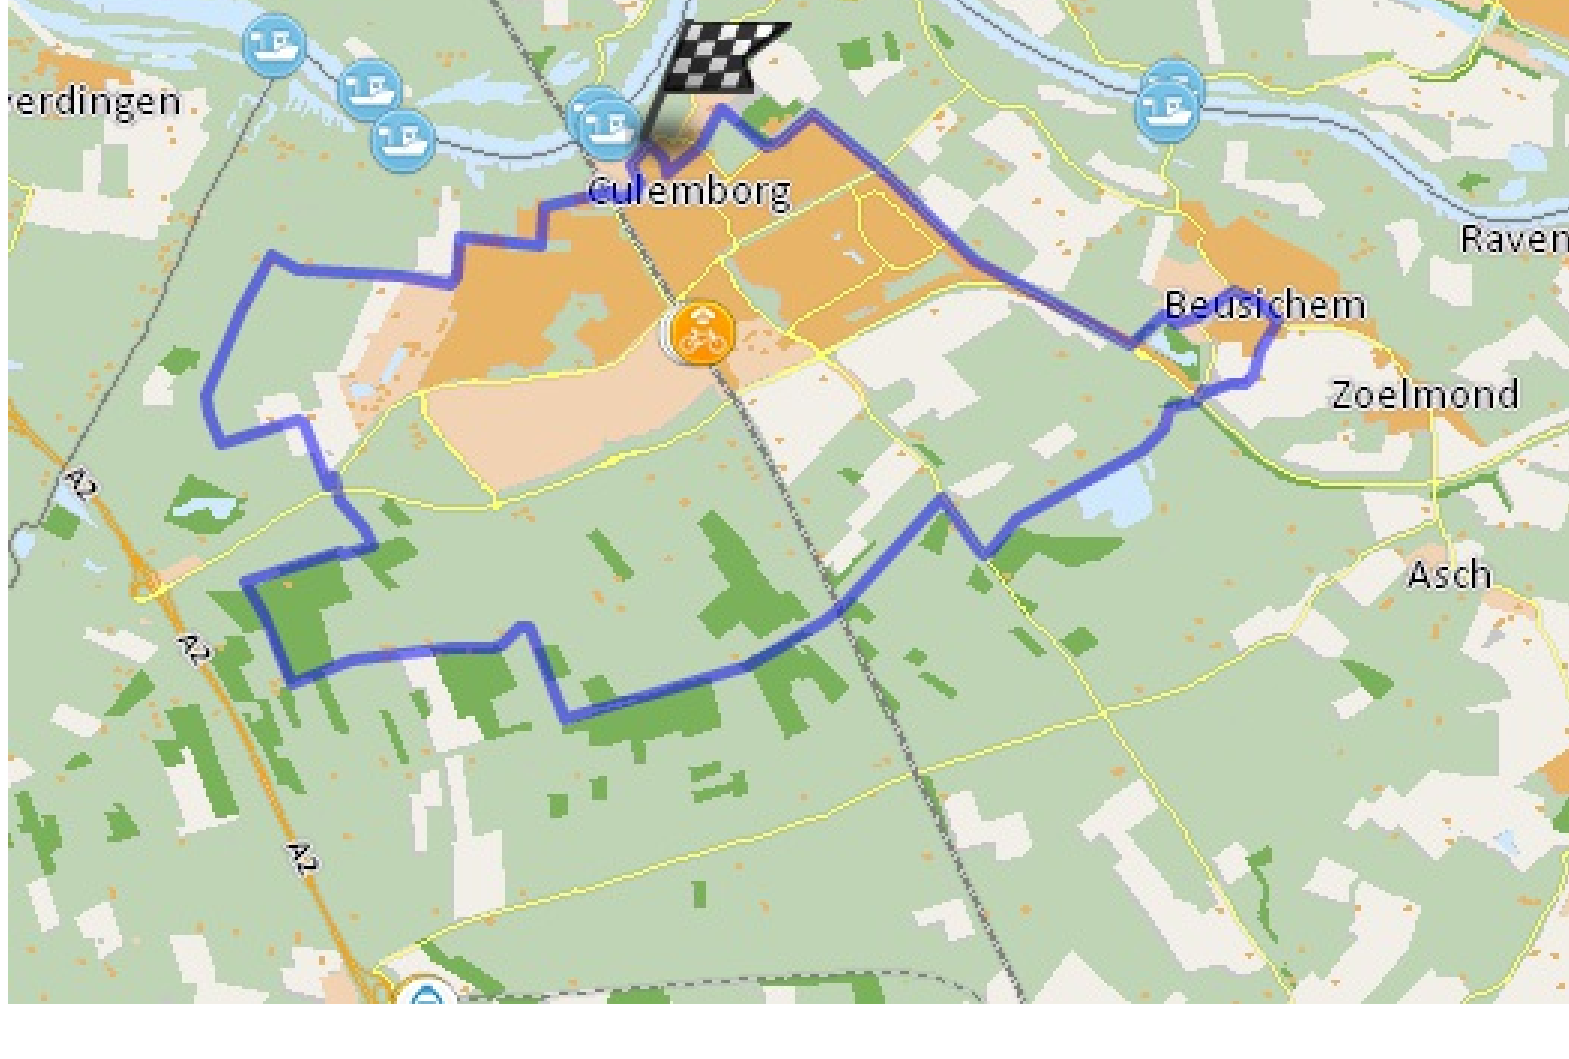 erdingen
Culemborg
Raven
Beusichem
Zoelmond
A2
Asch
A2
A2